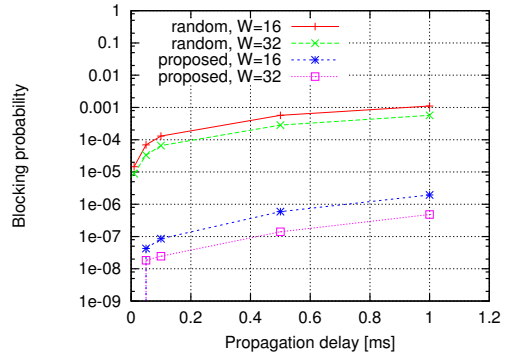 random, W=16
random, W=32
proposed, W=16
proposed, W=32
1
0.1
0.01
0.001
1e-04
1e-05
1e-06
1e-07
1e-08
1e-09
Blocking probability
0
0.2
0.4
0.6
0.8
1
1.2
Propagation delay [ms]